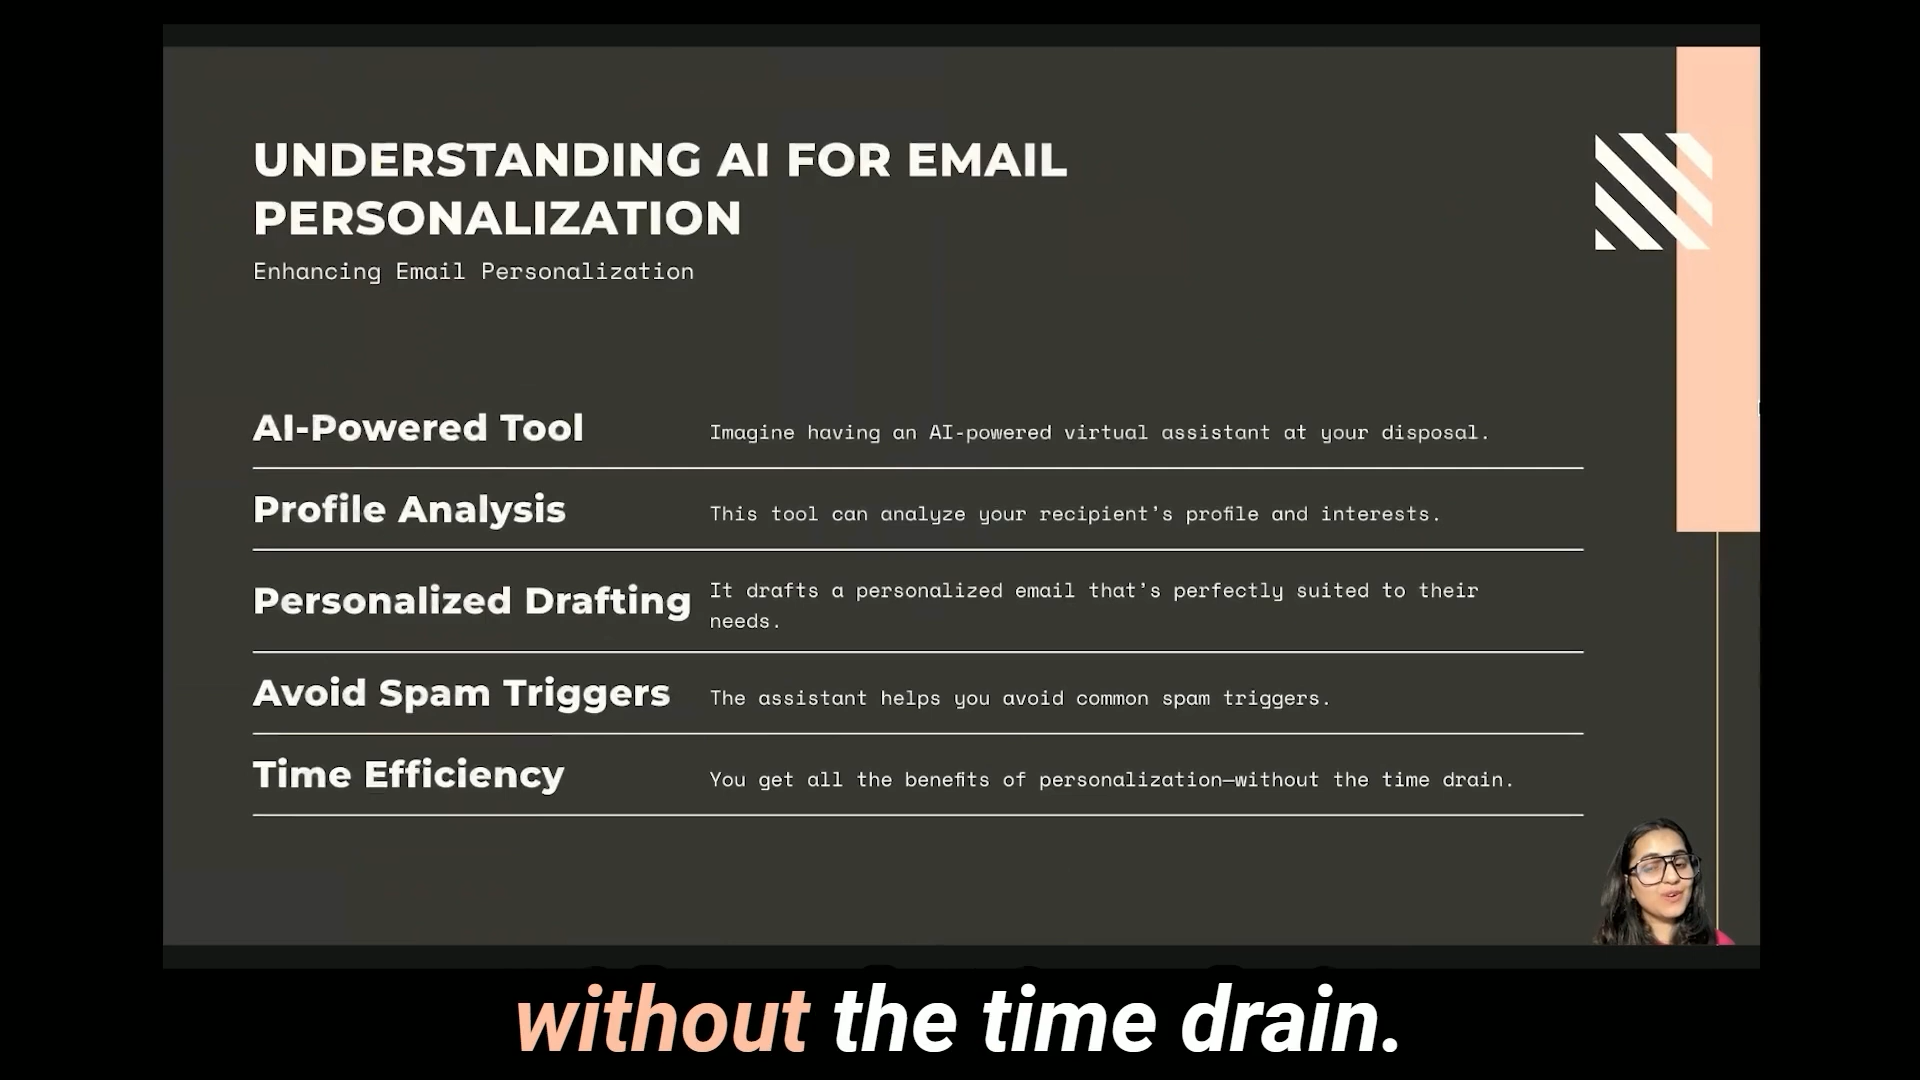 UNDERSTANDING AI FOR EMAIL
PERSONALIZATION
Enhancing Email Personalization
AI-Powered Tool
Imagine having an AI-powered virtual assistant at your disposal.
Profile Analysis
This tool can analyze your recipient's profile and interests.
Personalized Drafting
It drafts a personalized email that's perfectly suited to their
needs.
Avoid Spam Triggers
The assistant helps you avoid common spam triggers.
Time Efficiency
You get all the benefits of personalization—without the time drain.
without the time drain.